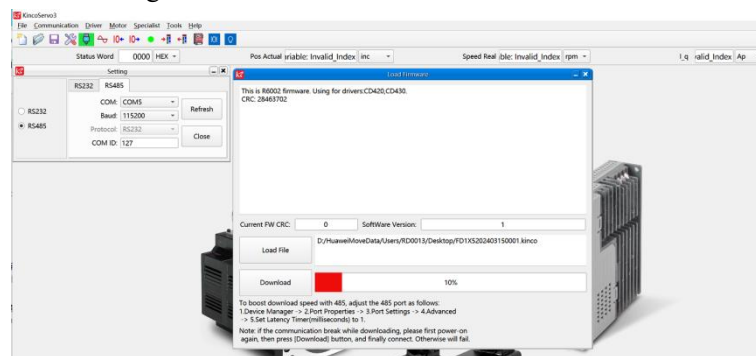 KincoServo3
File Communication Driver Motor Specialist Tools Help
Status Word 0000 HEX Pos Actual ariable: Invalid_Index inc Speed Real ible: Invalid_Index rpm I_q valid_Index Ap
Setting
RS232 RS485
RS232
RS485
COM: COM5
Baud: 115200
Protocol: RS232
COM ID: 127
Refresh
Close
Load Firmware
This is R6002 firmware. Using for drivers:CD420,CD430.
CRC: 28463702
Current FW CRC: 0 SoftWare Version: 1
Load File
D:/HuaweiMoveData/Users/RD0013/Desktop/FD1X5202403150001.kinco
Download 10%
To boost download speed with 485, adjust the 485 port as follows:
1.Device Manager -> 2.Port Properties -> 3.Port Settings -> 4.Advanced
-> 5.Set Latency Timer(milliseconds) to 1.
Note: if the communication break while downloading, please first power-on
again, then press [Download] button, and finally connect. Otherwise will fail.